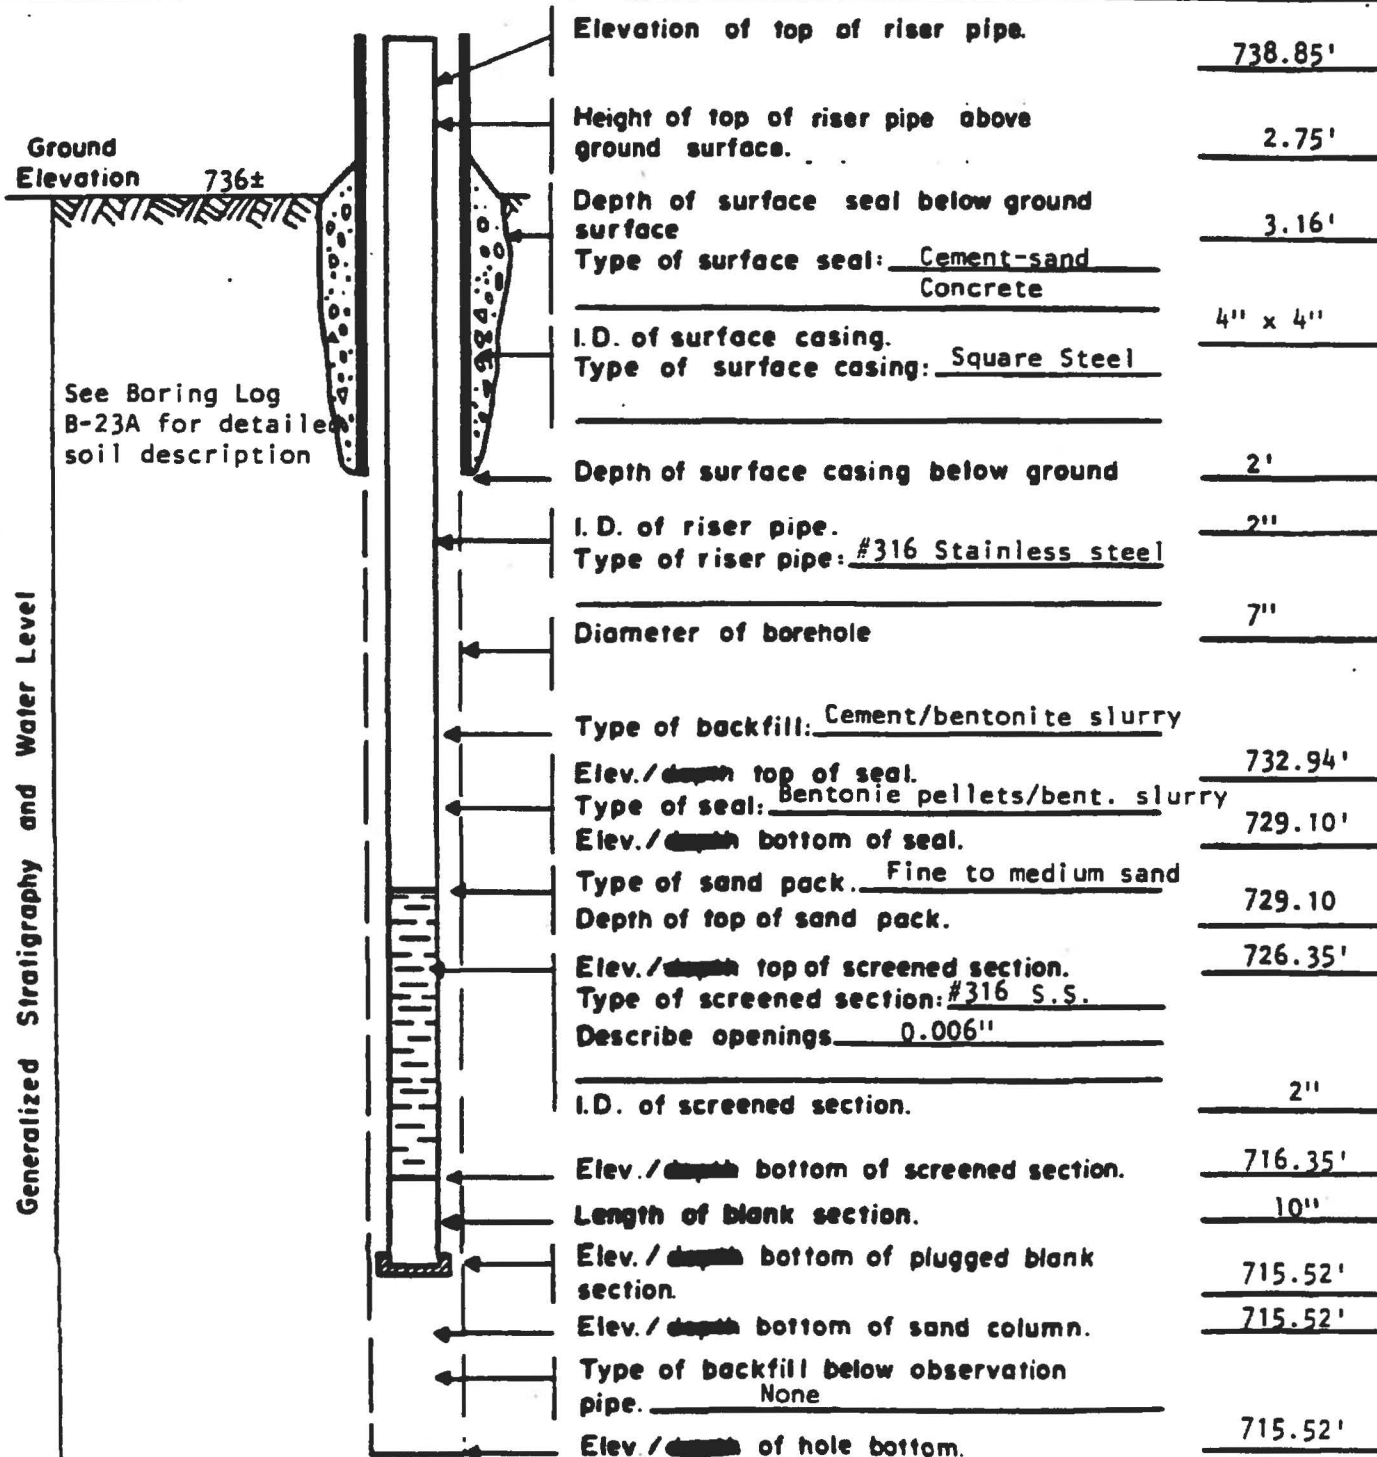 Elevation of top of riser pipe.
738.85'
Height of top of riser pipe above
ground surface.
2.75'
Ground
Elevation 736±
Depth of surface seal below ground
surface
3.16'
Type of surface seal: Cement-sand
Concrete
I.D. of surface casing.
4" x 4"
Type of surface casing: Square Steel
See Boring Log
B-23A for detailed
soil description
Depth of surface casing below ground
2'
I.D. of riser pipe.
2"
Type of riser pipe: #316 Stainless steel
Diameter of borehole
7"
Generalized Stratigraphy and Water Level
Type of backfill: Cement/bentonite slurry
Elev./depth top of seal.
732.94'
Type of seal: Bentonie pellets/bent. slurry
Elev./depth bottom of seal.
729.10'
Type of sand pack. Fine to medium sand
Depth of top of sand pack.
729.10
Elev./depth top of screened section.
726.35'
Type of screened section: #316 S.S.
Describe openings 0.006"
I.D. of screened section.
2"
Elev./depth bottom of screened section.
716.35'
Length of blank section.
10"
Elev./depth bottom of plugged blank
section.
715.52'
Elev./depth bottom of sand column.
715.52'
Type of backfill below observation
pipe. None
Elev./depth of hole bottom.
715.52'